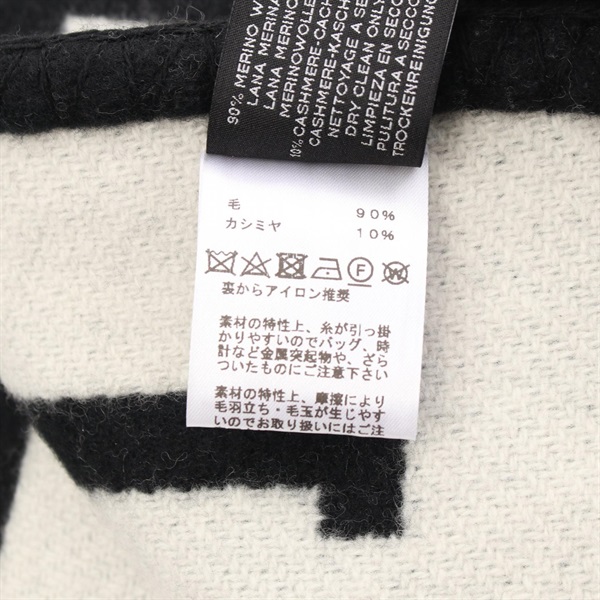 90% MERINO W
LANA MERINA
LANA MERINO
MERINOWOLLE
10% CASHMERE-CACH
CASHMERE-KASCH
NETTOYAGE A SE
DRY CLEAN ONLY
LIMPIEZA EN SECO
PULITURA A SECCO
TROCKENREINIGUNG
毛 90%
カシミヤ 10%
F W
裏からアイロン推奨
素材の特性上、糸が引っ掛
かりやすいのでバッグ、時
計など金属突起物や、ざら
ついたものにご注意下さい
素材の特性上、摩擦により
毛羽立ち・毛玉が生じやす
いのでお取り扱いにはご注